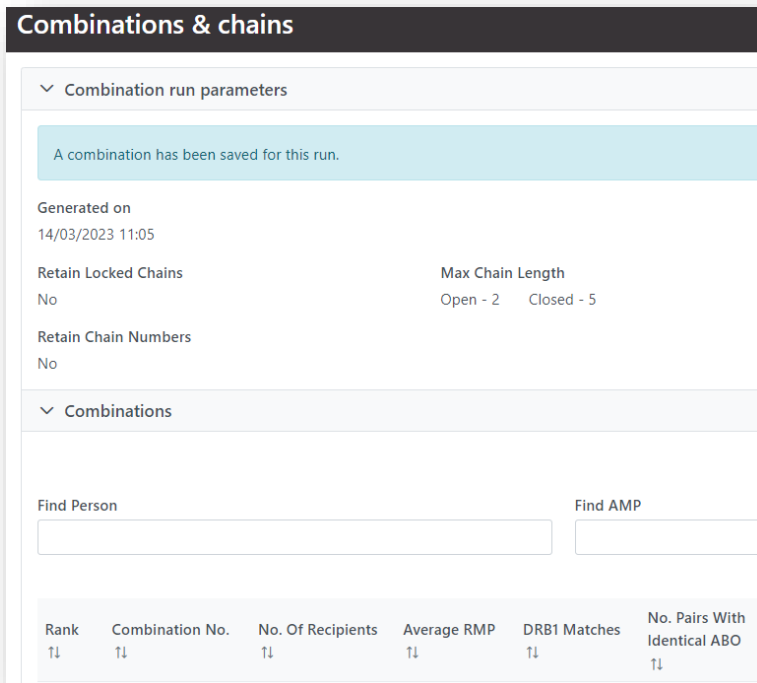 Combinations & chains
Combination run parameters
A combination has been saved for this run.
Generated on
14/03/2023 11:05
Retain Locked Chains
No
Max Chain Length
Open - 2 Closed - 5
Retain Chain Numbers
No
Combinations
Find Person
Find AMP
Rank
Combination No.
No. Of Recipients
Average RMP
DRB1 Matches
No. Pairs With
Identical ABO